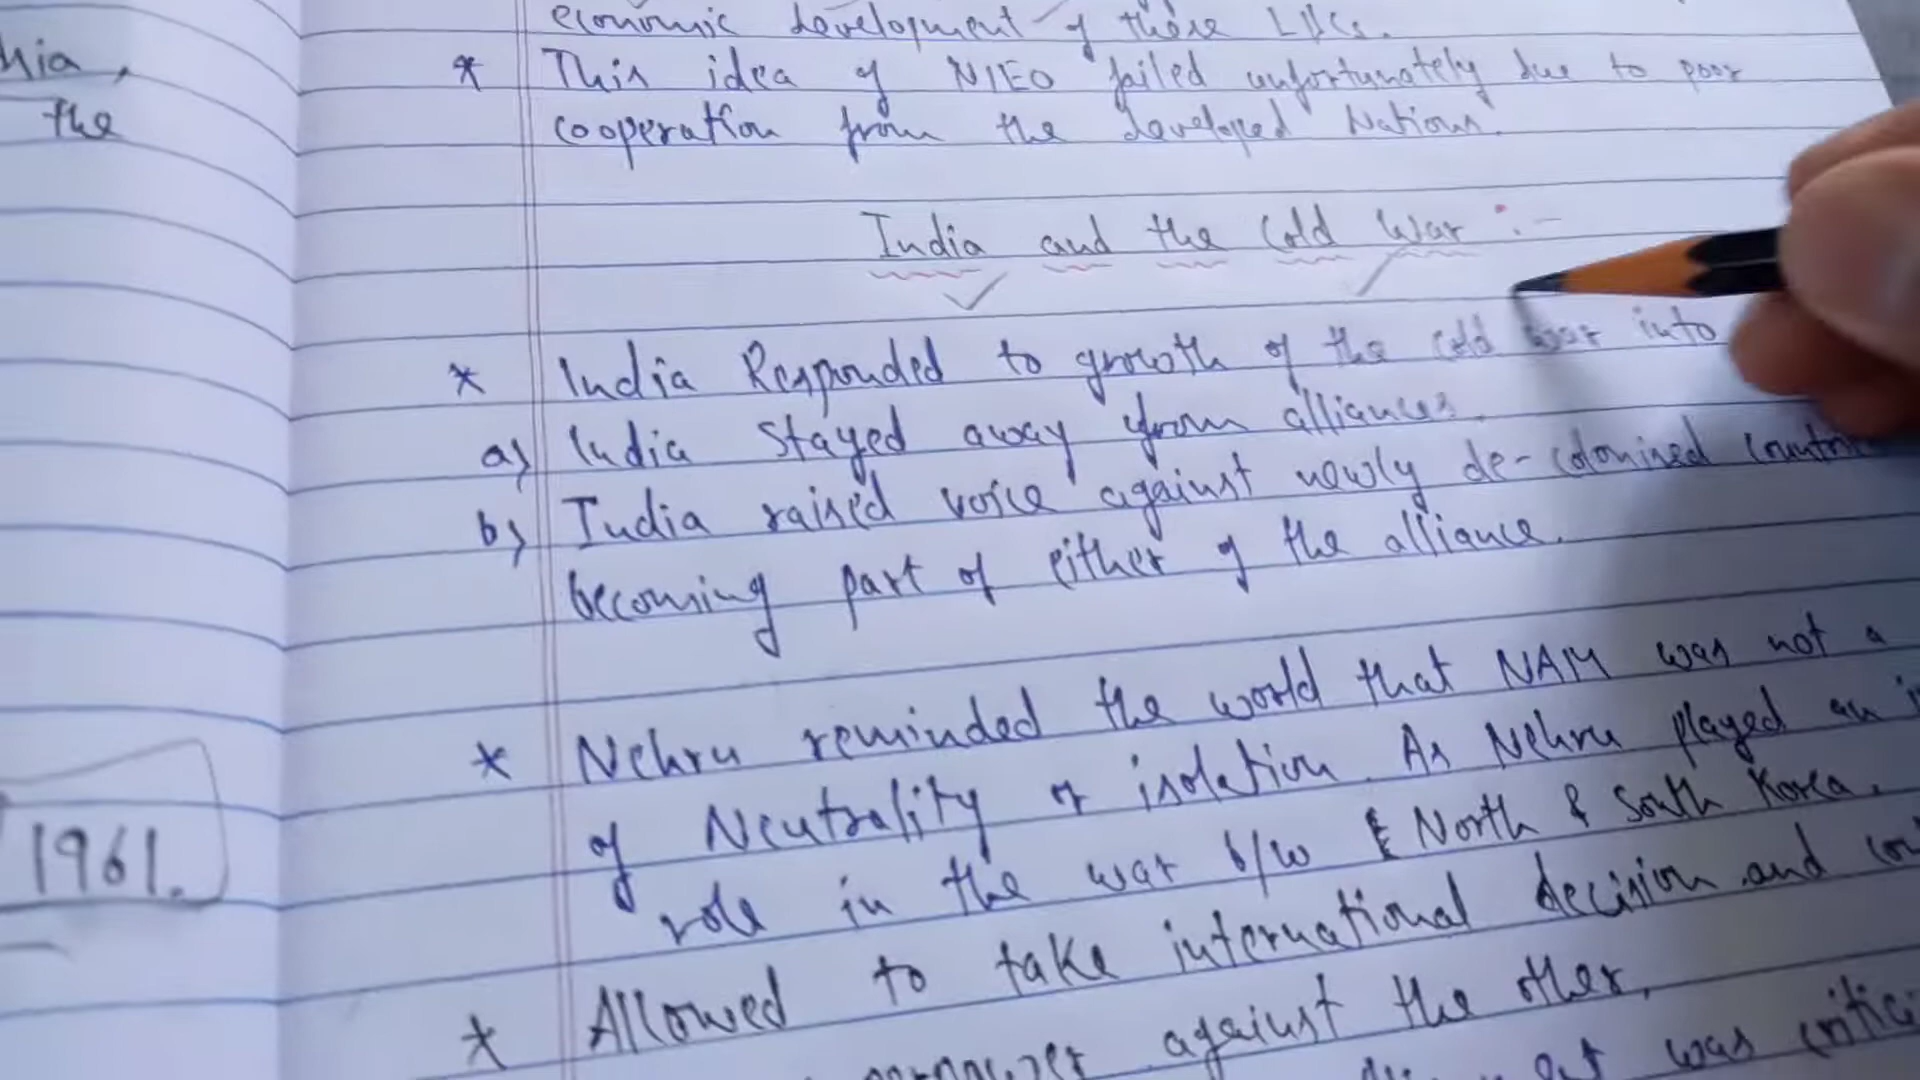 hia,
the
1961.
economic development of these LDCs.
* This idea of NIEO failed unfortunately due to poor
cooperation from the developed Nations.
India and the Cold War :-
* India Responded to growth of the cold war into
a) India stayed away from alliances.
b) India raised voice against newly de-colonised
becoming part of either of the alliance.
* Nehru reminded the world that NAM was not a
of Neutrality or isolation. As Nehru played an
role in the war b/w North & South Korea.
* Allowed to take international decision and
against the other.
was